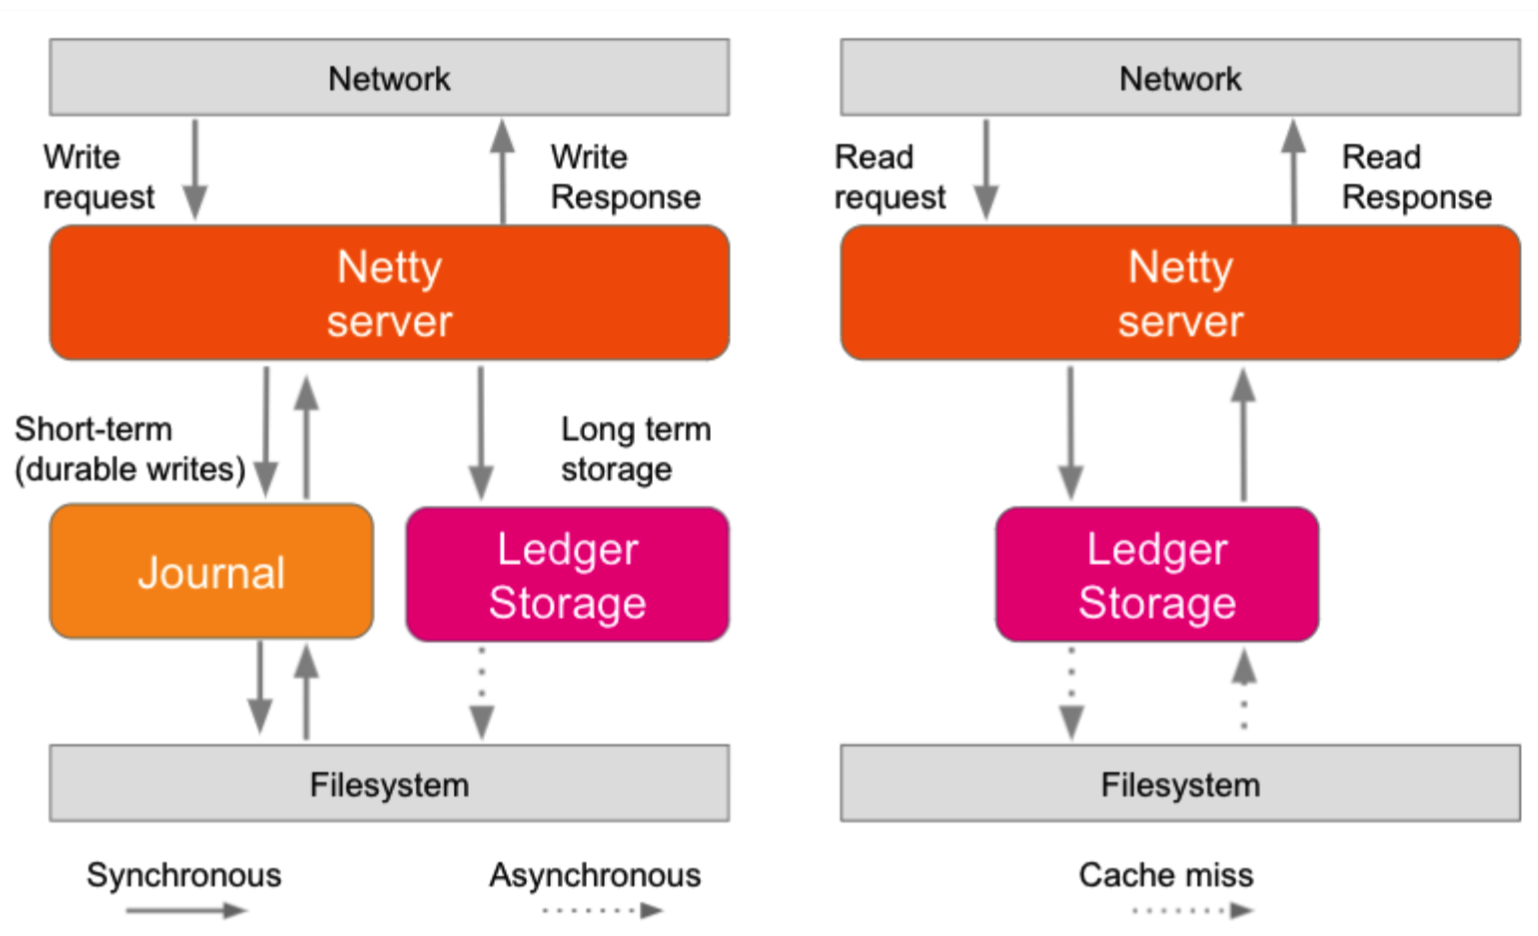 Network
Write
request
Write
Response
Netty
server
Short-term
(durable writes)
Long term
storage
Journal
Ledger
Storage
Filesystem
Synchronous
Asynchronous
Network
Read
request
Read
Response
Netty
server
Ledger
Storage
Filesystem
Cache miss